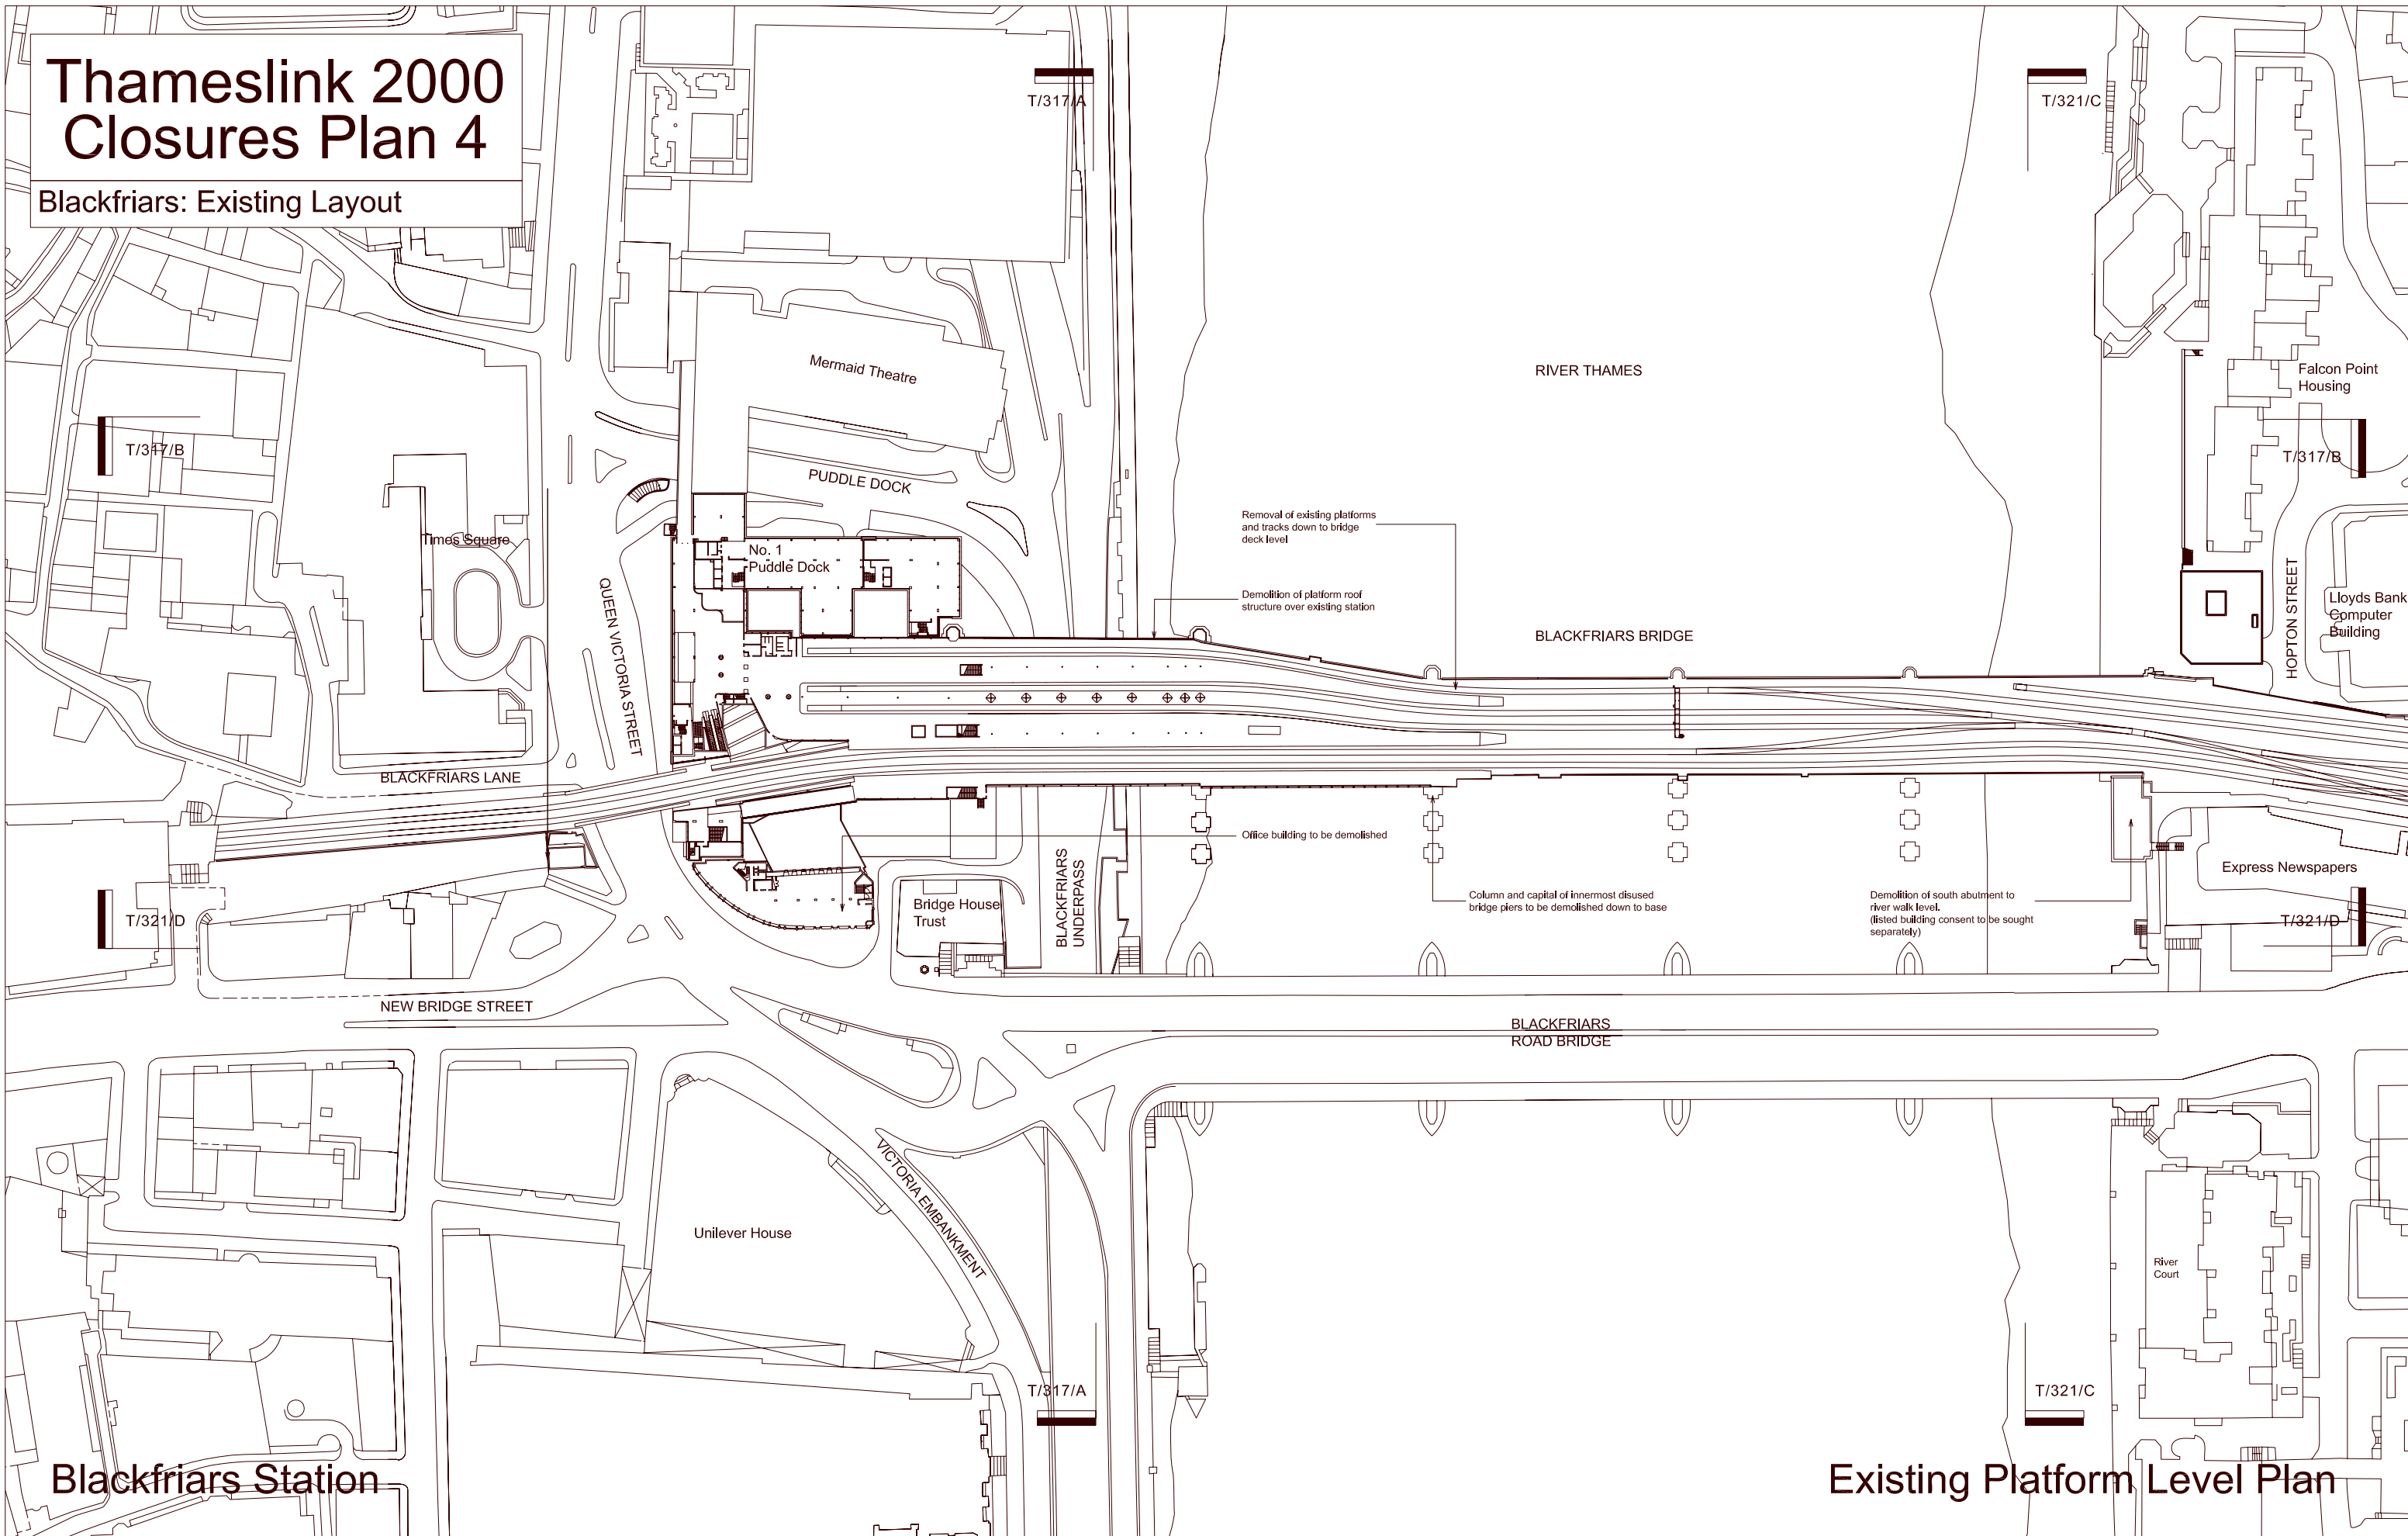 Thameslink 2000
Closures Plan 4
Blackfriars: Existing Layout
T/317/A
T/321/C
Mermaid Theatre
RIVER THAMES
Falcon Point
Housing
T/317/B
T/317/B
PUDDLE DOCK
Removal of existing platforms
and tracks down to bridge
deck level
Times Square
No. 1
Puddle Dock
QUEEN VICTORIA STREET
Demolition of platform roof
structure over existing station
HOPTON STREET
Lloyds Bank
Computer
Building
BLACKFRIARS BRIDGE
BLACKFRIARS LANE
Office building to be demolished
BLACKFRIARS
UNDERPASS
Express Newspapers
Bridge House
Trust
Column and capital of innermost disused
bridge piers to be demolished down to base
Demolition of south abutment to
river walk level.
(listed building consent to be sought
separately)
T/321/D
T/321/D
NEW BRIDGE STREET
BLACKFRIARS
ROAD BRIDGE
VICTORIA EMBANKMENT
Unilever House
River
Court
T/317/A
T/321/C
Blackfriars Station
Existing Platform Level Plan